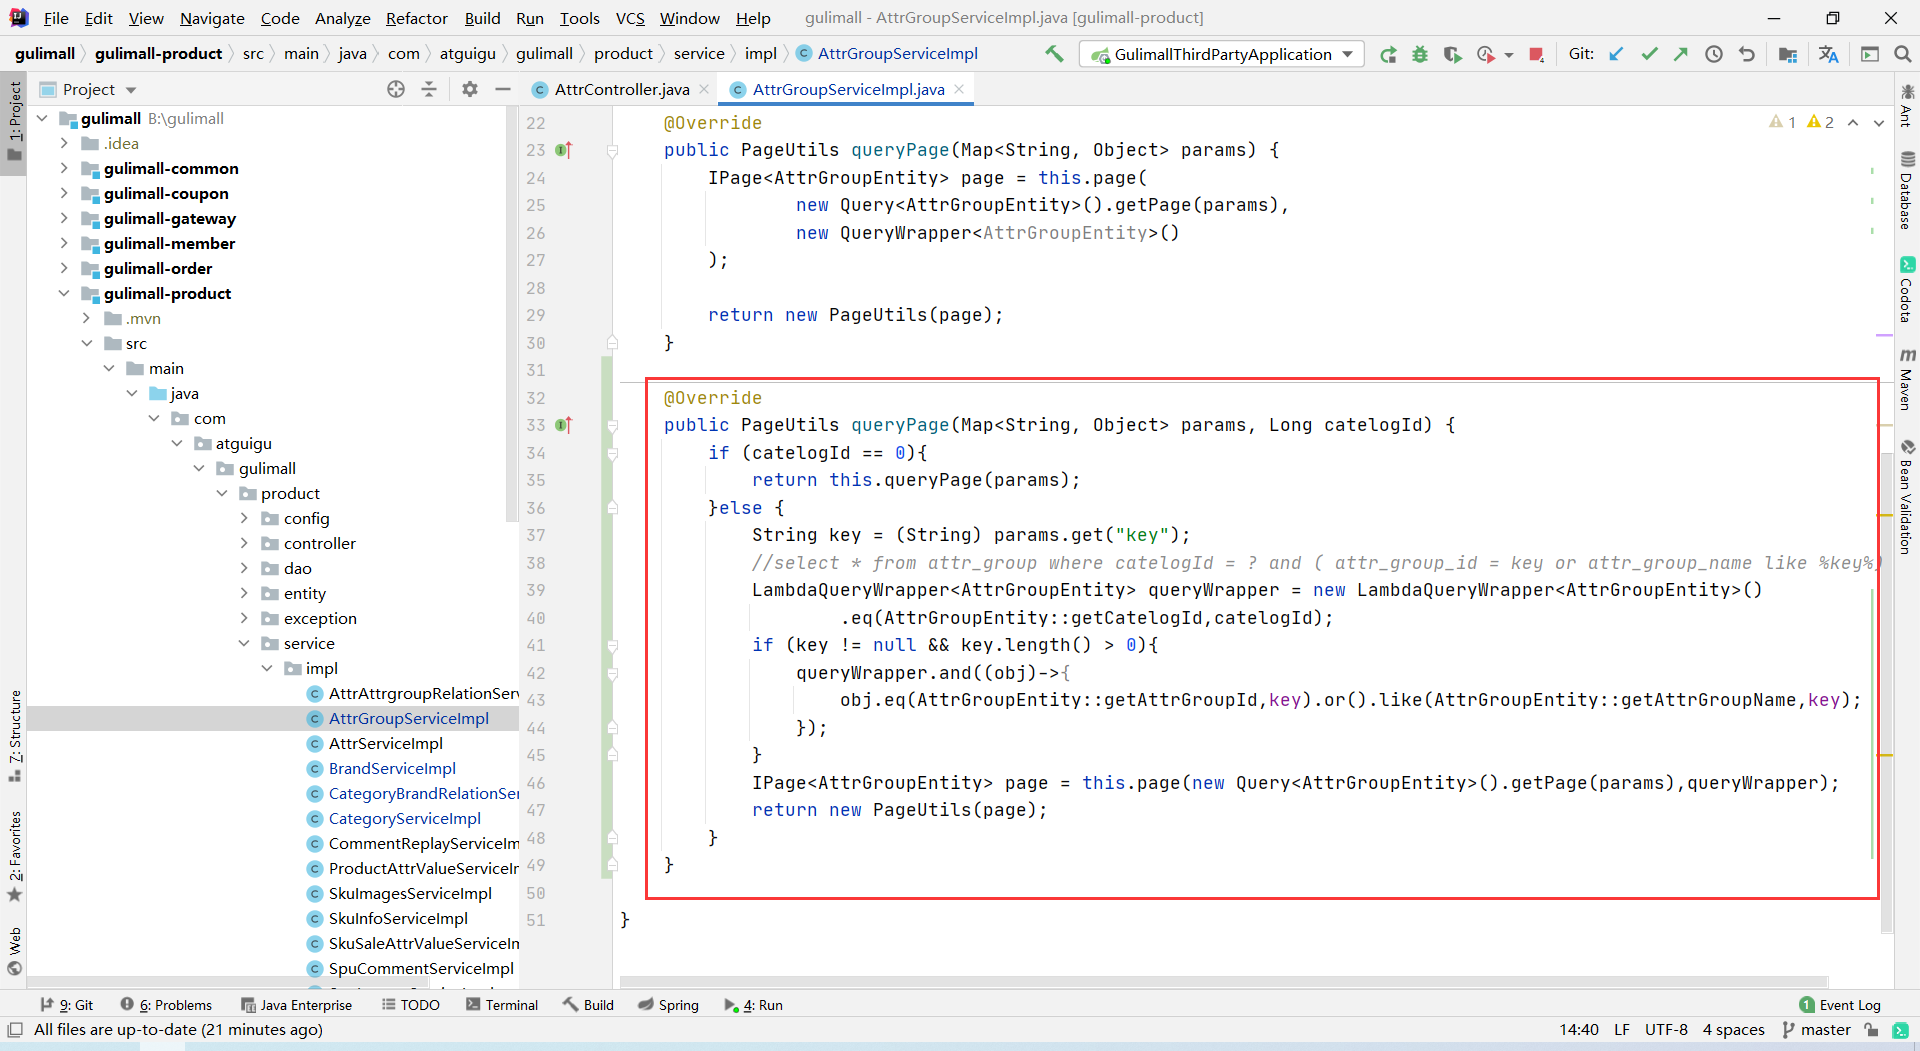 File Edit View Navigate Code Analyze Refactor Build Run Tools VCS Window Help gulimall - AttrGroupServiceImpl.java [gulimall-product]
gulimall gulimall-product src main java com atguigu gulimall product service impl AttrGroupServiceImpl GulimallThirdPartyApplication Git:
Project
AttrController.java AttrGroupServiceImpl.java
1: Project
7: Structure
2: Favorites
Web
gulimall B:\gulimall
.idea
gulimall-common
gulimall-coupon
gulimall-gateway
gulimall-member
gulimall-order
gulimall-product
.mvn
src
main
java
com
atguigu
gulimall
product
config
controller
dao
entity
exception
service
impl
AttrAttrgroupRelationServ
AttrGroupServiceImpl
AttrServiceImpl
BrandServiceImpl
CategoryBrandRelationSer
CategoryServiceImpl
CommentReplayServiceIm
ProductAttrValueServiceIr
SkuImagesServiceImpl
SkuInfoServiceImpl
SkuSaleAttrValueServiceIm
SpuCommentServiceImpl
1 2
22 @Override
23 public PageUtils queryPage(Map<String, Object> params) {
24 IPage<AttrGroupEntity> page = this.page(
25 new Query<AttrGroupEntity>().getPage(params),
26 new QueryWrapper<AttrGroupEntity>()
27 );
28
29 return new PageUtils(page);
30 }
31
32 @Override
33 public PageUtils queryPage(Map<String, Object> params, Long catelogId) {
34 if (catelogId == 0){
35 return this.queryPage(params);
36 }else {
37 String key = (String) params.get("key");
38 //select * from attr_group where catelogId = ? and ( attr_group_id = key or attr_group_name like %key%)
39 LambdaQueryWrapper<AttrGroupEntity> queryWrapper = new LambdaQueryWrapper<AttrGroupEntity>()
40 .eq(AttrGroupEntity::getCatelogId,catelogId);
41 if (key != null && key.length() > 0){
42 queryWrapper.and((obj)->{
43 obj.eq(AttrGroupEntity::getAttrGroupId,key).or().like(AttrGroupEntity::getAttrGroupName,key);
44 });
45 }
46 IPage<AttrGroupEntity> page = this.page(new Query<AttrGroupEntity>().getPage(params),queryWrapper);
47 return new PageUtils(page);
48 }
49 }
50
51 }
Ant
Database
Codota
Maven
Bean Validation
9: Git 6: Problems Java Enterprise TODO Terminal Build Spring 4: Run 1 Event Log
All files are up-to-date (21 minutes ago) 14:40 LF UTF-8 4 spaces master